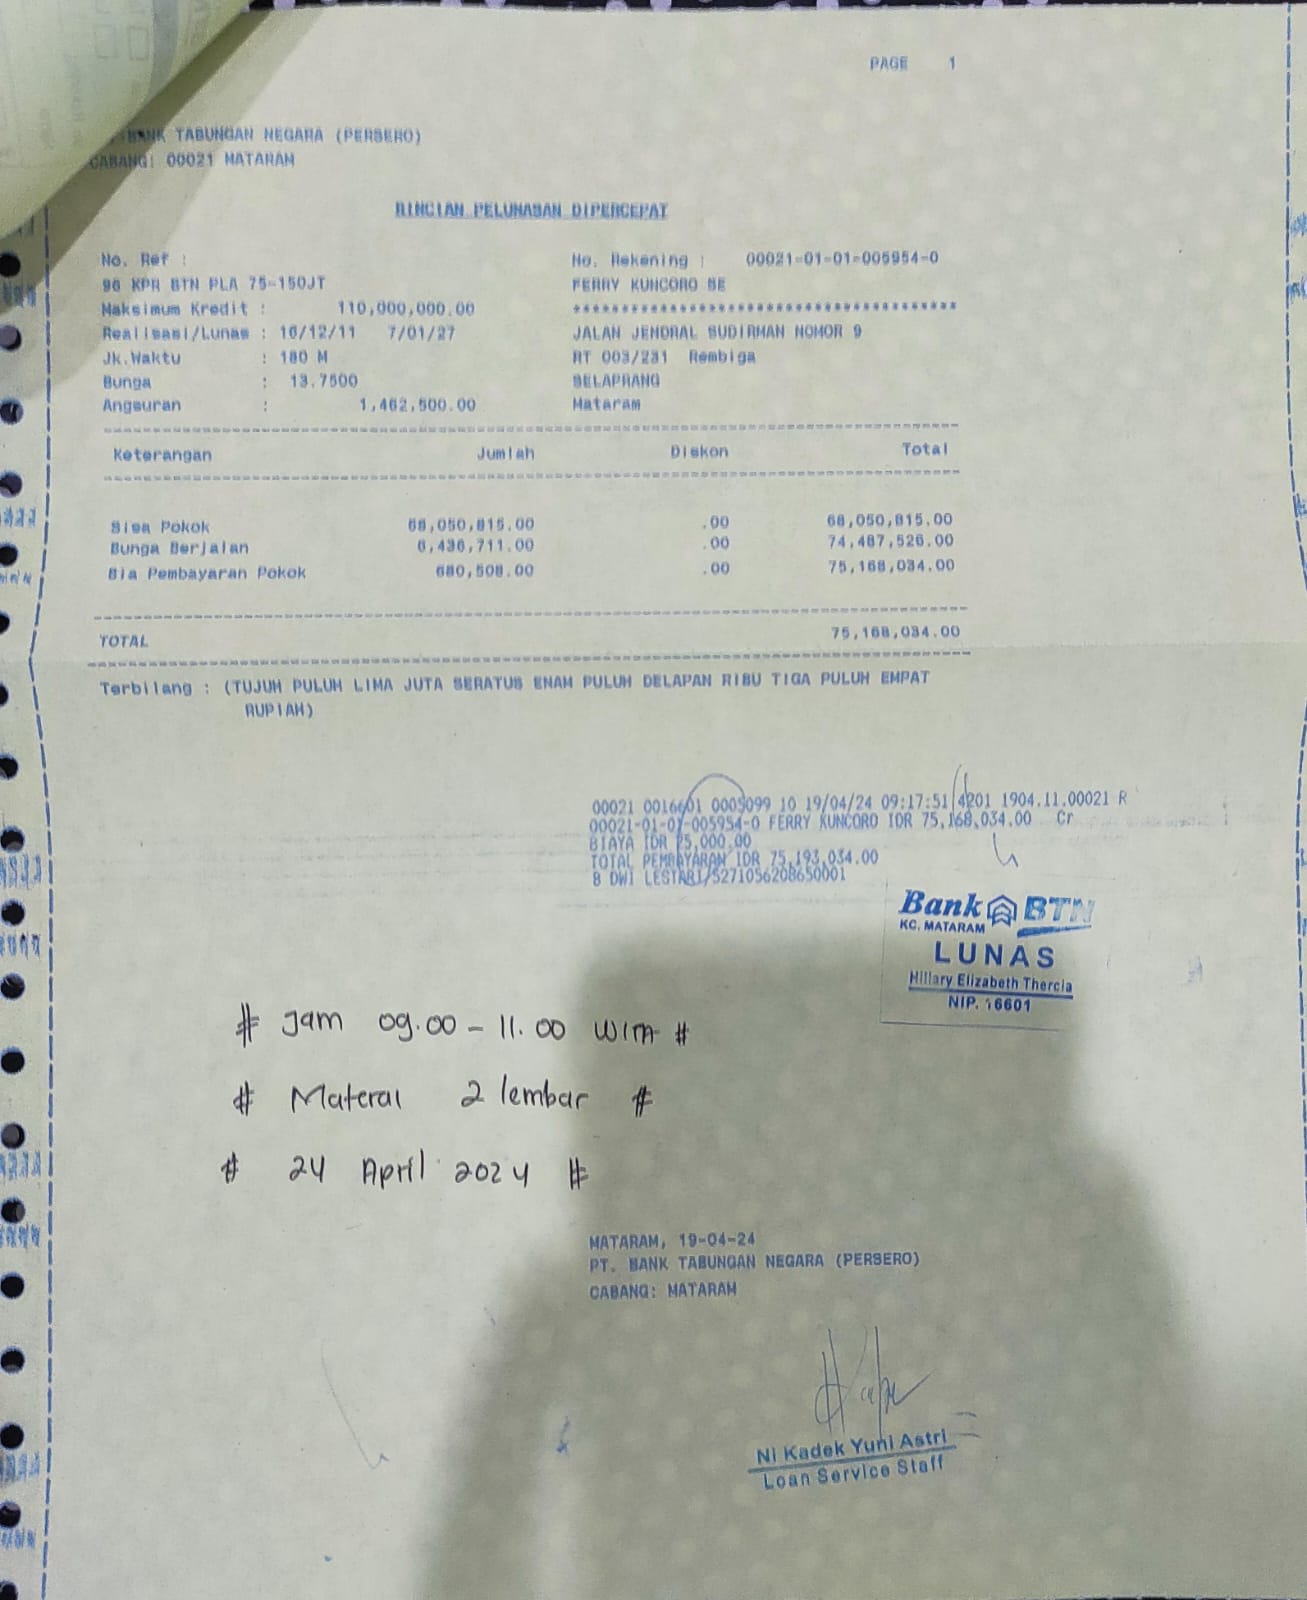 PAGE 1
BANK TABUNGAN NEGARA (PERSERO)
CABANG: 00021 MATARAM
RINCIAN PELUNASAN DIPERCEPAT
No. Ref : No. Rekening : 00021-01-01-005954-0
96 KPR BTN PLA 75-150JT FERRY KUNCORO SE
Maksimum Kredit : 110,000,000.00 ****************************************
Realisasi/Lunas : 16/12/11 7/01/27 JALAN JENDRAL SUDIRMAN NOMOR 9
Jk.Waktu : 180 M RT 003/231 Rembiga
Bunga : 13.7500 SELAPRANG
Angsuran : 1,462,500.00 Mataram
Keterangan Jumlah Diskon Total
Sisa Pokok 68,050,815.00 .00 68,050,815.00
Bunga Berjalan 6,436,711.00 .00 74,487,526.00
Bia Pembayaran Pokok 680,508.00 .00 75,168,034.00
TOTAL 75,168,034.00
Terbilang : (TUJUH PULUH LIMA JUTA SERATUS ENAM PULUH DELAPAN RIBU TIGA PULUH EMPAT
RUPIAH)
00021 0016601 0005099 10 19/04/24 09:17:51 4201 1904.11.00021 R
00021-01-01-005954-0 FERRY KUNCORO IDR 75,168,034.00 Cr
BIAYA IDR 25,000.00
TOTAL PEMBAYARAN IDR 75,193,034.00
B DWI LESTARI/5271056208650001
Bank BTN
KC. MATARAM
LUNAS
Hillary Elizabeth Thercia
NIP. 16601
# Jam 09.00 - 11.00 WITA #
# Materai 2 lembar #
# 24 April 2024 #
MATARAM, 19-04-24
PT. BANK TABUNGAN NEGARA (PERSERO)
CABANG: MATARAM
Ni Kadek Yuni Astri
Loan Service Staff